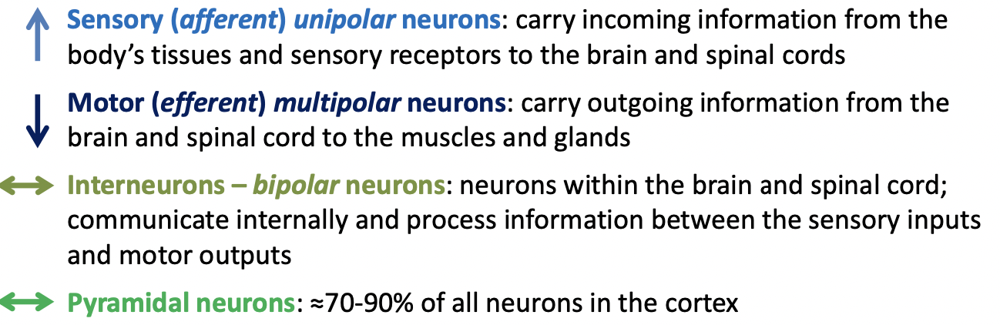 Sensory (afferent) unipolar neurons: carry incoming information from the
body’s tissues and sensory receptors to the brain and spinal cords
Motor (efferent) multipolar neurons: carry outgoing information from the
brain and spinal cord to the muscles and glands
Interneurons – bipolar neurons: neurons within the brain and spinal cord;
communicate internally and process information between the sensory inputs
and motor outputs
Pyramidal neurons: ≈70-90% of all neurons in the cortex